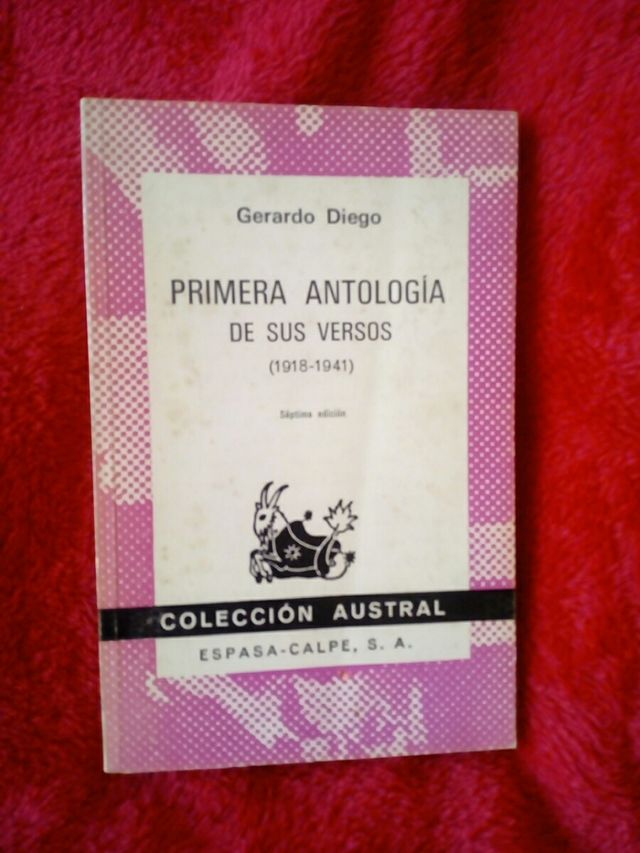 Gerardo Diego
PRIMERA ANTOLOGÍA
DE SUS VERSOS
(1918-1941)
Séptima edición
COLECCIÓN AUSTRAL
ESPASA-CALPE, S. A.